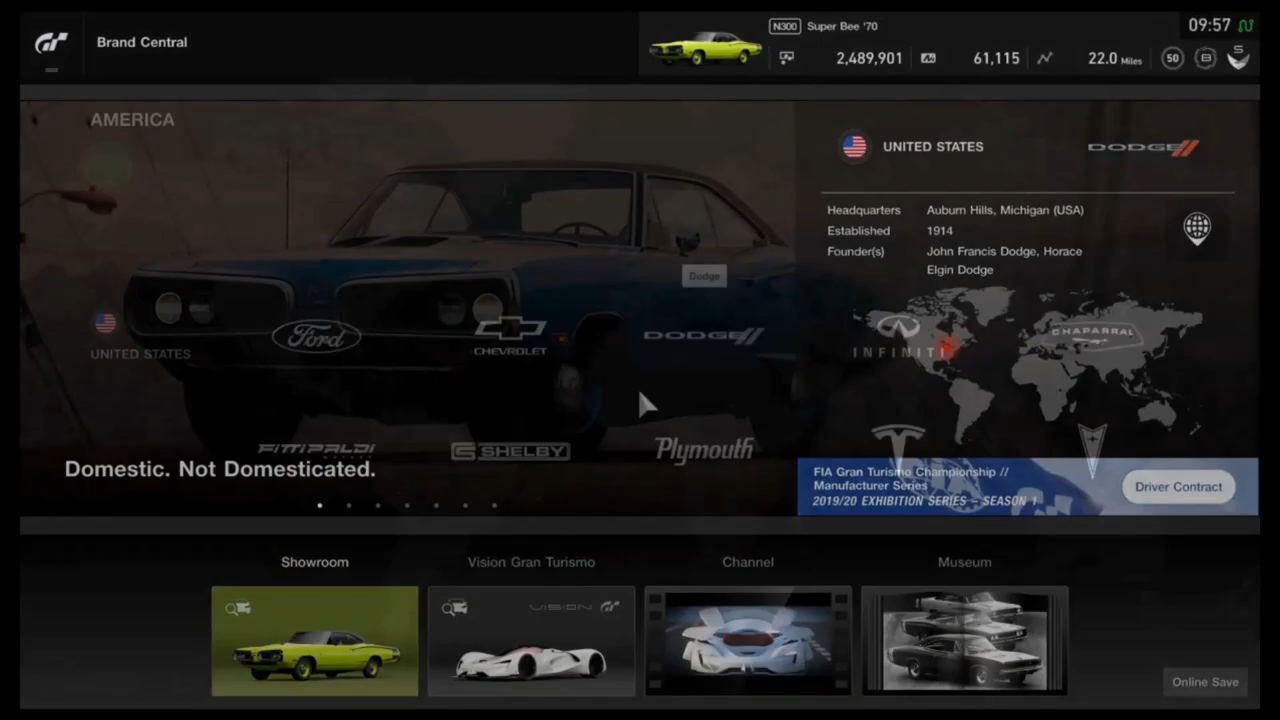 GT
Brand Central
N300 Super Bee '70
09:57
2,489,901
61,115
22.0 Miles
50
B
S
AMERICA
UNITED STATES
DODGE
Headquarters Auburn Hills, Michigan (USA)
Established 1914
Founder(s) John Francis Dodge, Horace
Elgin Dodge
Dodge
UNITED STATES
Ford
CHEVROLET
DODGE
INFINITI
CHAPARRAL
FITTIPALDI
SHELBY
Plymouth
Domestic. Not Domesticated.
FIA Gran Turismo Championship //
Manufacturer Series
2019/20 EXHIBITION SERIES – SEASON 1
Driver Contract
Showroom
Vision Gran Turismo
Channel
Museum
VISION GT
Online Save